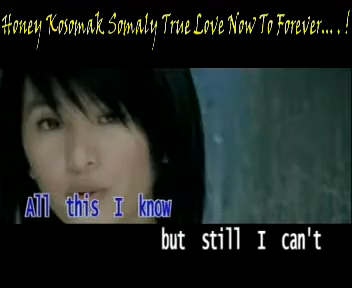 Honey Kosomak Somaly True Love Now To Forever... . !
All this I know
but still I can't